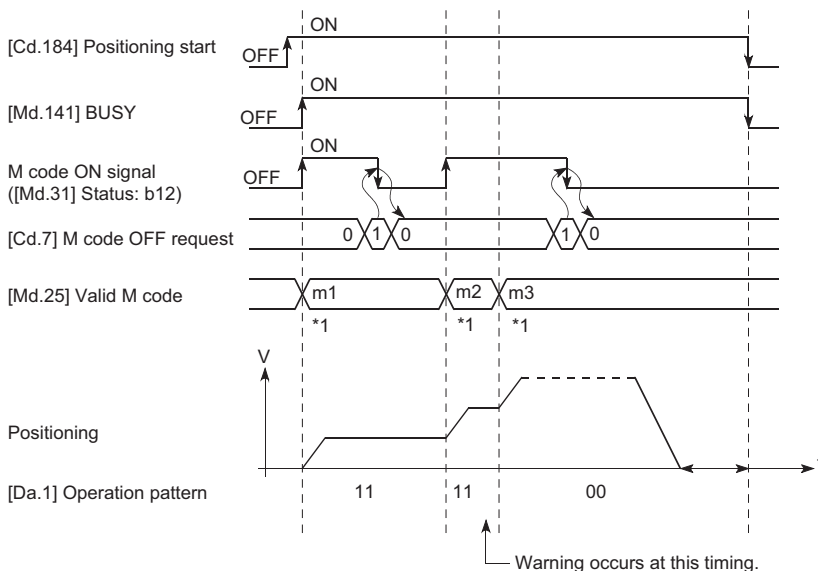 ON
[Cd.184] Positioning start
OFF
ON
[Md.141] BUSY
OFF
ON
M code ON signal
([Md.31] Status: b12)
OFF
[Cd.7] M code OFF request
0 1 0 1 0
[Md.25] Valid M code
m1 m2 m3
*1 *1 *1
V
Positioning
[Da.1] Operation pattern
11 11 00
Warning occurs at this timing.